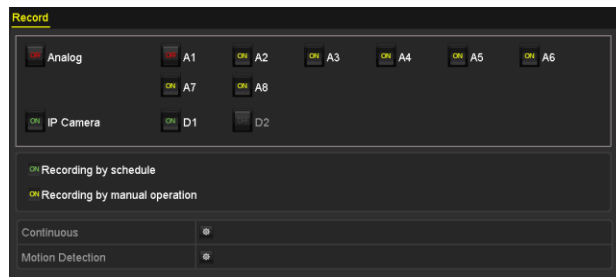 Record
OFF Analog OFF A1 ON A2 ON A3 ON A4 ON A5 ON A6
ON A7 ON A8
ON IP Camera ON D1 D2
ON Recording by schedule
ON Recording by manual operation
Continuous
Motion Detection